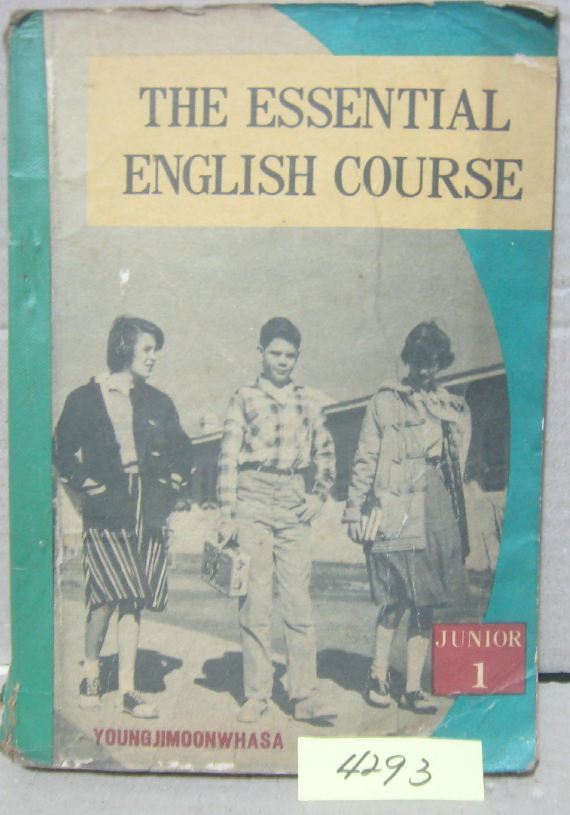 THE ESSENTIAL
ENGLISH COURSE
JUNIOR
1
YOUNGJIMOONWHASA
4293